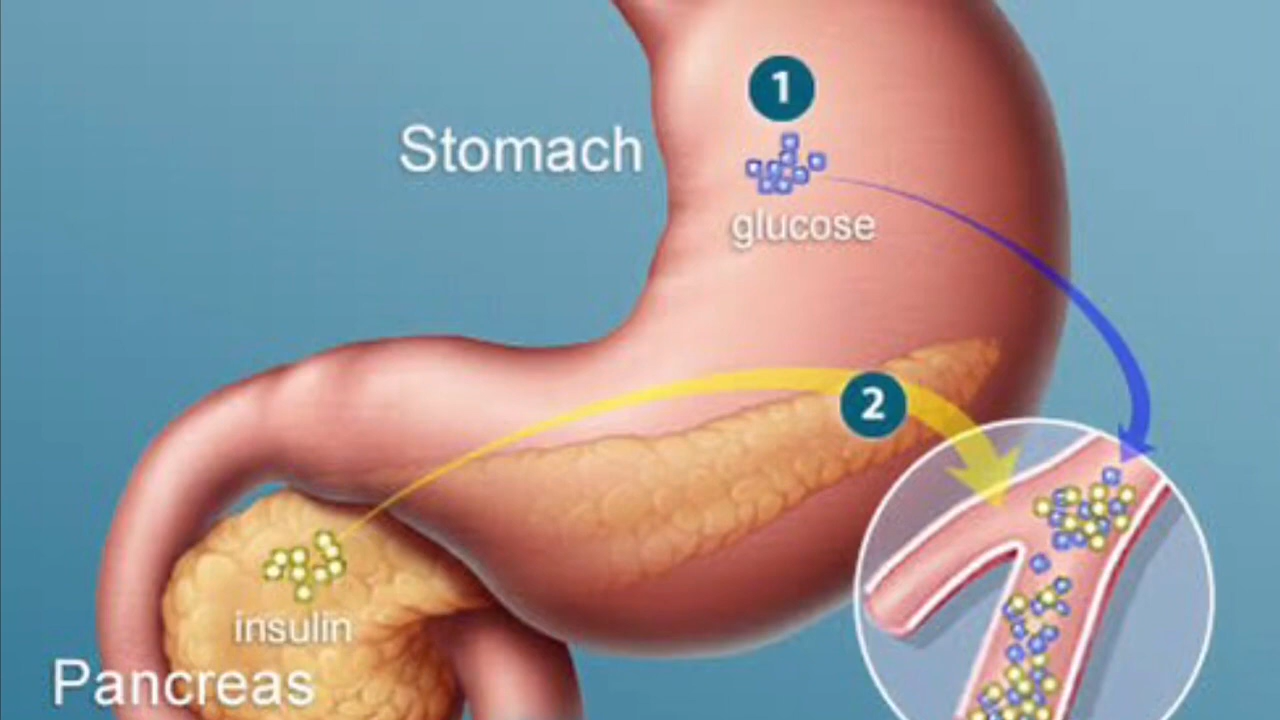 1
Stomach
glucose
2
insulin
Pancreas